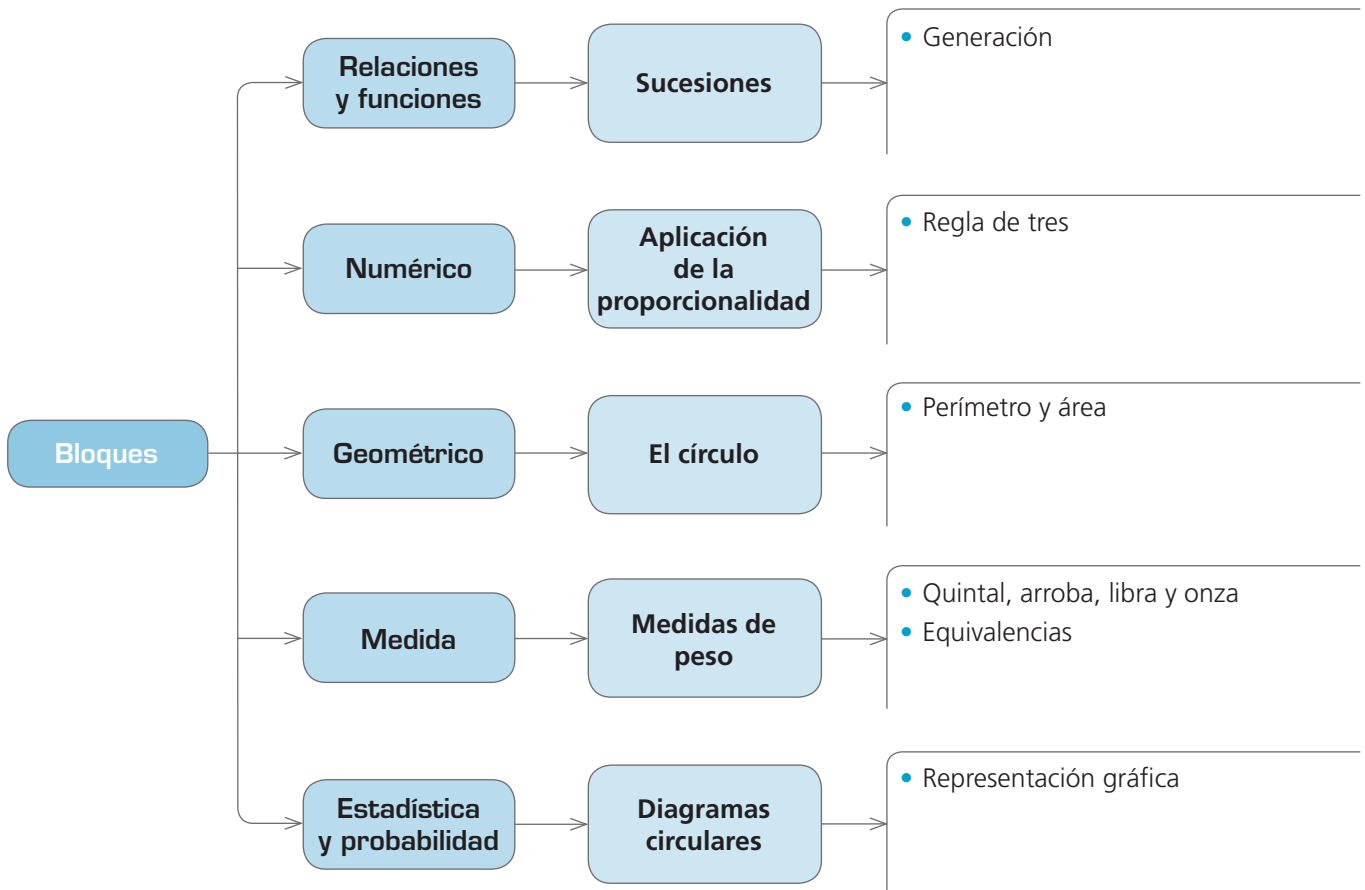 Bloques
Relaciones
y funciones
Sucesiones
• Generación
Numérico
Aplicación
de la
proporcionalidad
• Regla de tres
Geométrico
El círculo
• Perímetro y área
Medida
Medidas de
peso
• Quintal, arroba, libra y onza
• Equivalencias
Estadística
y probabilidad
Diagramas
circulares
• Representación gráfica